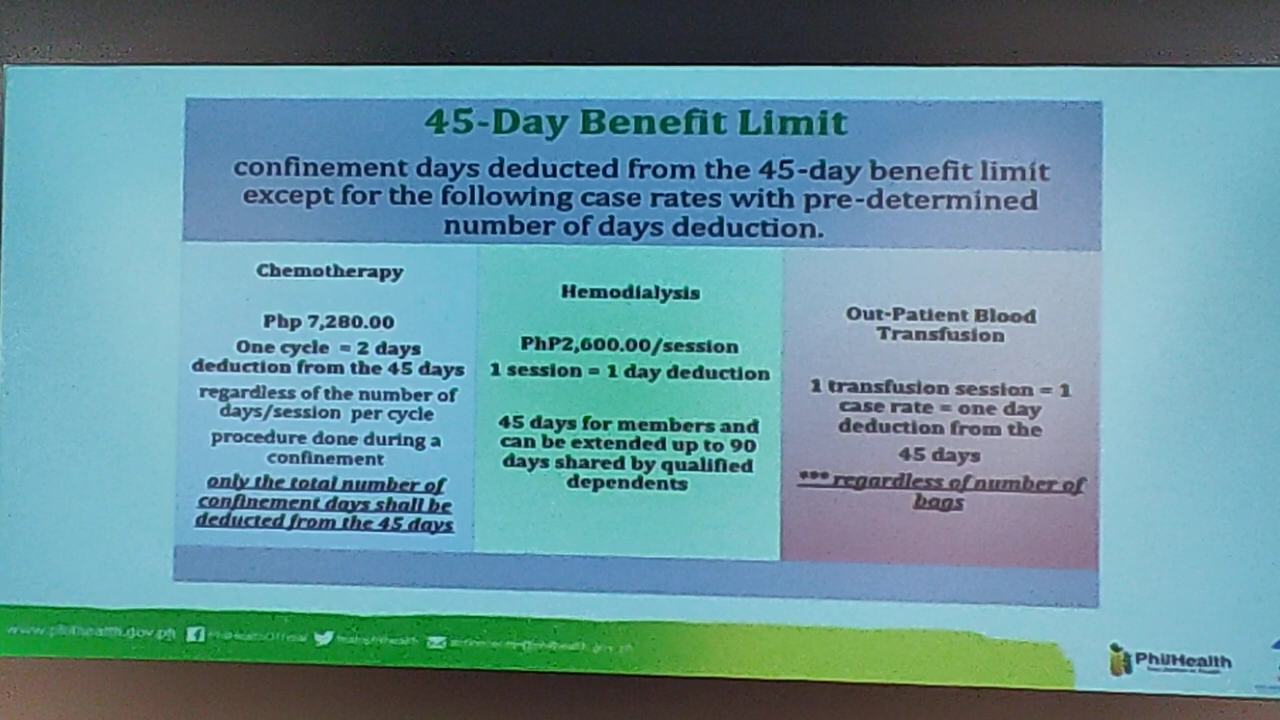 45-Day Benefit Limit
confinement days deducted from the 45-day benefit limit
except for the following case rates with pre-determined
number of days deduction.
Chemotherapy
Php 7,280.00
One cycle = 2 days
deduction from the 45 days
regardless of the number of
days/session per cycle
procedure done during a
confinement
only the total number of
confinement days shall be
deducted from the 45 days
Hemodialysis
PhP2,600.00/session
1 session = 1 day deduction
45 days for members and
can be extended up to 90
days shared by qualified
dependents
Out-Patient Blood
Transfusion
1 transfusion session = 1
case rate = one day
deduction from the
45 days
*** regardless of number of
bags
www.philhealth.gov.ph
PhilHealth